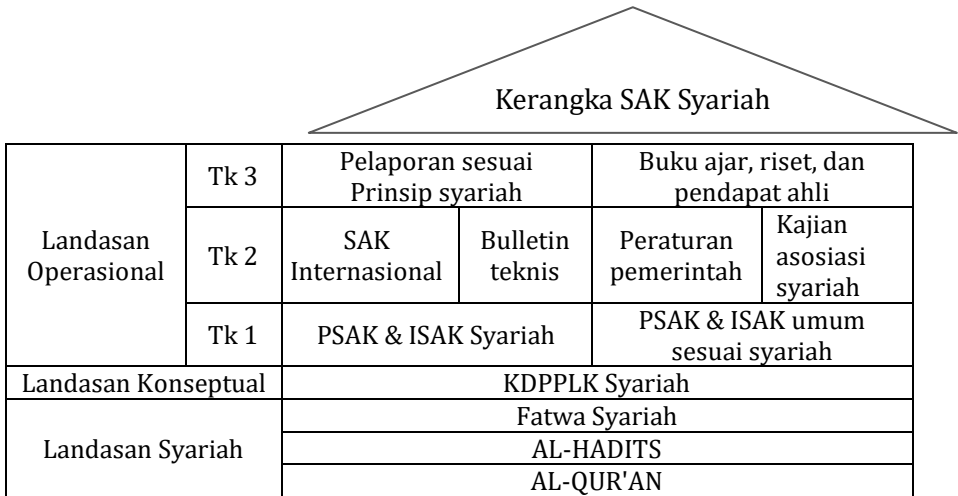 Kerangka SAK Syariah
Landasan
Operasional
Tk 3
Pelaporan sesuai
Prinsip syariah
Buku ajar, riset, dan
pendapat ahli
Tk 2
SAK
Internasional
Bulletin
teknis
Peraturan
pemerintah
Kajian
asosiasi
syariah
Tk 1
PSAK & ISAK Syariah
PSAK & ISAK umum
sesuai syariah
Landasan Konseptual
KDPPLK Syariah
Landasan Syariah
Fatwa Syariah
AL-HADITS
AL-QUR'AN